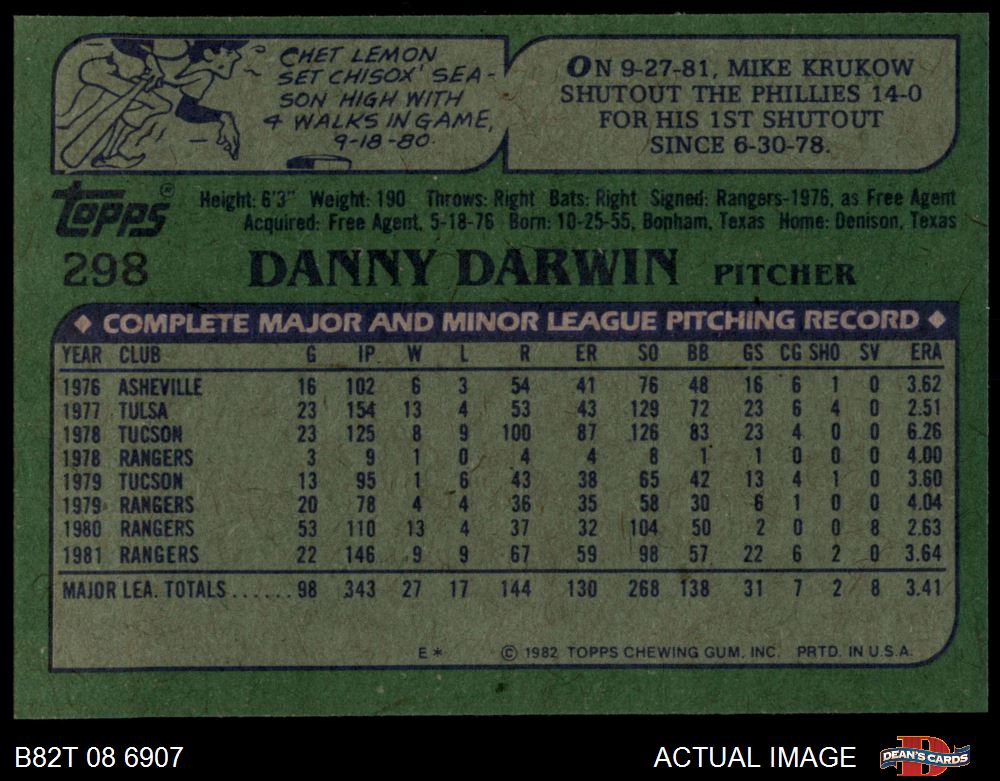 CHET LEMON
SET CHISOX' SEA-
SON HIGH WITH
4 WALKS IN GAME,
9-18-80.
ON 9-27-81, MIKE KRUKOW
SHUTOUT THE PHILLIES 14-0
FOR HIS 1ST SHUTOUT
SINCE 6-30-78.
Topps®
Height: 6'3" Weight: 190 Throws: Right Bats: Right Signed: Rangers-1976, as Free Agent
Acquired: Free Agent, 5-18-76 Born: 10-25-55, Bonham, Texas Home: Denison, Texas
298 DANNY DARWIN PITCHER
COMPLETE MAJOR AND MINOR LEAGUE PITCHING RECORD
YEAR CLUB G IP W L R ER SO BB GS CG SHO SV ERA
1976 ASHEVILLE 16 102 6 3 54 41 76 48 16 6 1 0 3.62
1977 TULSA 23 154 13 4 53 43 129 72 23 6 4 0 2.51
1978 TUCSON 23 125 8 9 100 87 126 83 23 4 0 0 6.26
1978 RANGERS 3 9 1 0 4 4 8 1 1 0 0 0 4.00
1979 TUCSON 13 95 1 6 43 38 65 42 13 4 1 0 3.60
1979 RANGERS 20 78 4 4 36 35 58 30 6 1 0 0 4.04
1980 RANGERS 53 110 13 4 37 32 104 50 2 0 0 8 2.63
1981 RANGERS 22 146 9 9 67 59 98 57 22 6 2 0 3.64
MAJOR LEA. TOTALS......98 343 27 17 144 130 268 138 31 7 2 8 3.41
E* © 1982 TOPPS CHEWING GUM, INC. PRTD. IN U.S.A.
B82T 08 6907 ACTUAL IMAGE DEAN'S CARDS